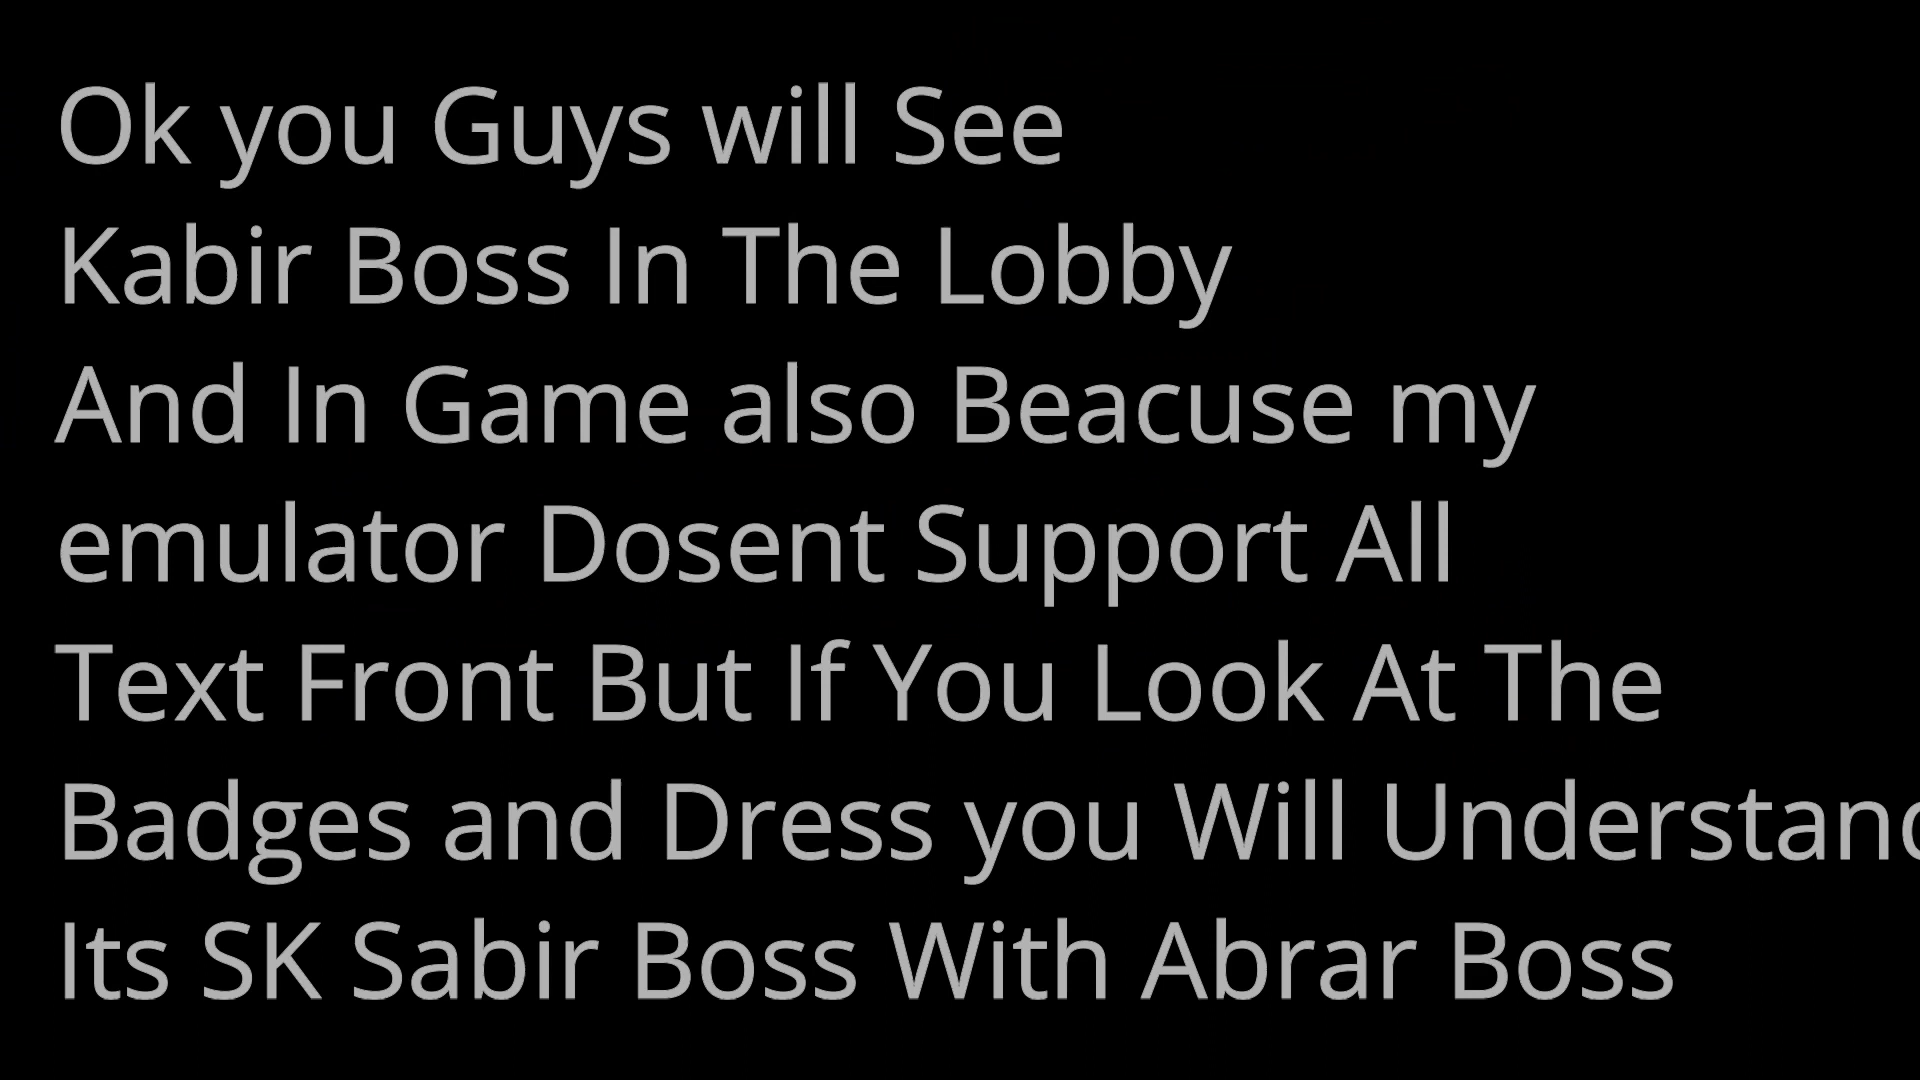 Ok you Guys will See
Kabir Boss In The Lobby
And In Game also Beacuse my
emulator Dosent Support All
Text Front But If You Look At The
Badges and Dress you Will Understand
Its SK Sabir Boss With Abrar Boss